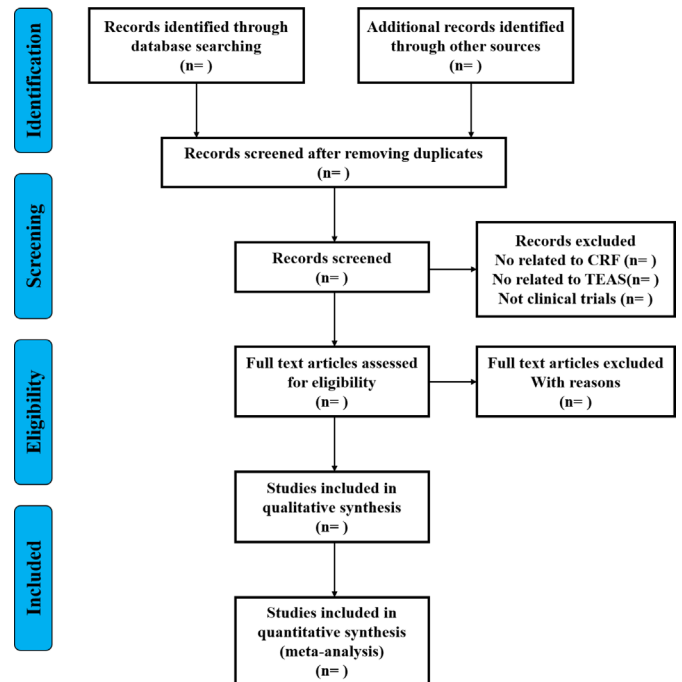 Identification
Records identified through
database searching
(n= )
Additional records identified
through other sources
(n= )
Records screened after removing duplicates
(n= )
Screening
Records screened
(n= )
Records excluded
No related to CRF (n= )
No related to TEAS(n= )
Not clinical trials (n= )
Eligibility
Full text articles assessed
for eligibility
(n= )
Full text articles excluded
With reasons
(n= )
Studies included in
qualitative synthesis
(n= )
Included
Studies included in
quantitative synthesis
(meta-analysis)
(n= )